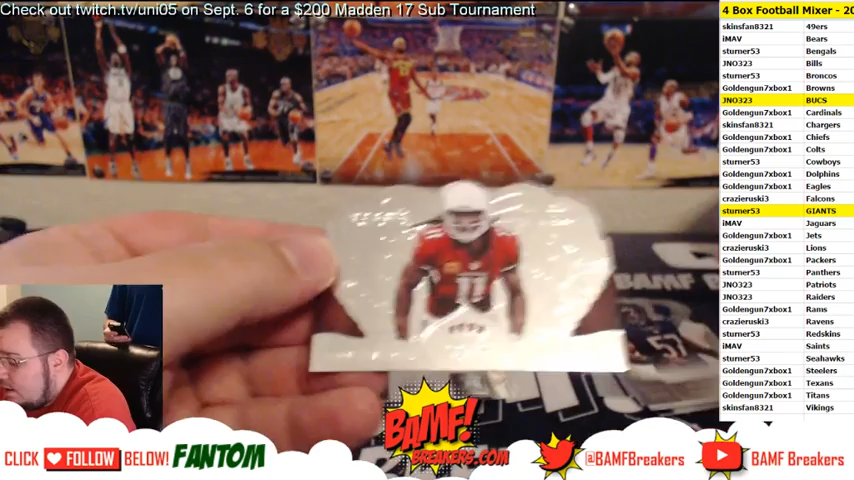 Check out twitch.tv/uni05 on Sept. 6 for a $200 Madden 17 Sub Tournament
4 Box Football Mixer - 20
skinsfan8321 49ers
iMAV Bears
sturner53 Bengals
JNO323 Bills
sturner53 Broncos
Goldengun7xbox1 Browns
JNO323 BUCS
Goldengun7xbox1 Cardinals
skinsfan8321 Chargers
Goldengun7xbox1 Chiefs
Goldengun7xbox1 Colts
sturner53 Cowboys
Goldengun7xbox1 Dolphins
Goldengun7xbox1 Eagles
crazieruski3 Falcons
sturner53 GIANTS
iMAV Jaguars
Goldengun7xbox1 Jets
crazieruski3 Lions
Goldengun7xbox1 Packers
sturner53 Panthers
JNO323 Patriots
JNO323 Raiders
Goldengun7xbox1 Rams
crazieruski3 Ravens
sturner53 Redskins
iMAV Saints
sturner53 Seahawks
Goldengun7xbox1 Steelers
Goldengun7xbox1 Texans
Goldengun7xbox1 Titans
skinsfan8321 Vikings
11
BAMF B
57
CLICK FOLLOW BELOW! FANTOM
BAMF!
BREAKERS.COM
@BAMFBreakers
BAMF Breakers